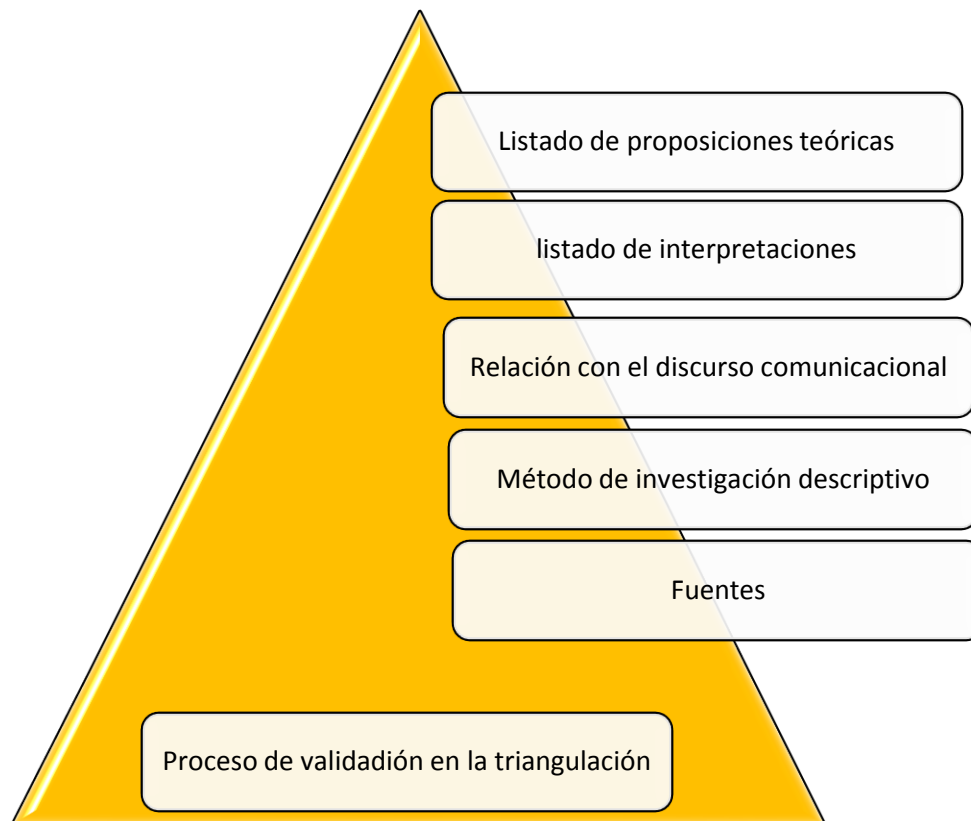 Listado de proposiciones teóricas
listado de interpretaciones
Relación con el discurso comunicacional
Método de investigación descriptivo
Fuentes
Proceso de validadión en la triangulación